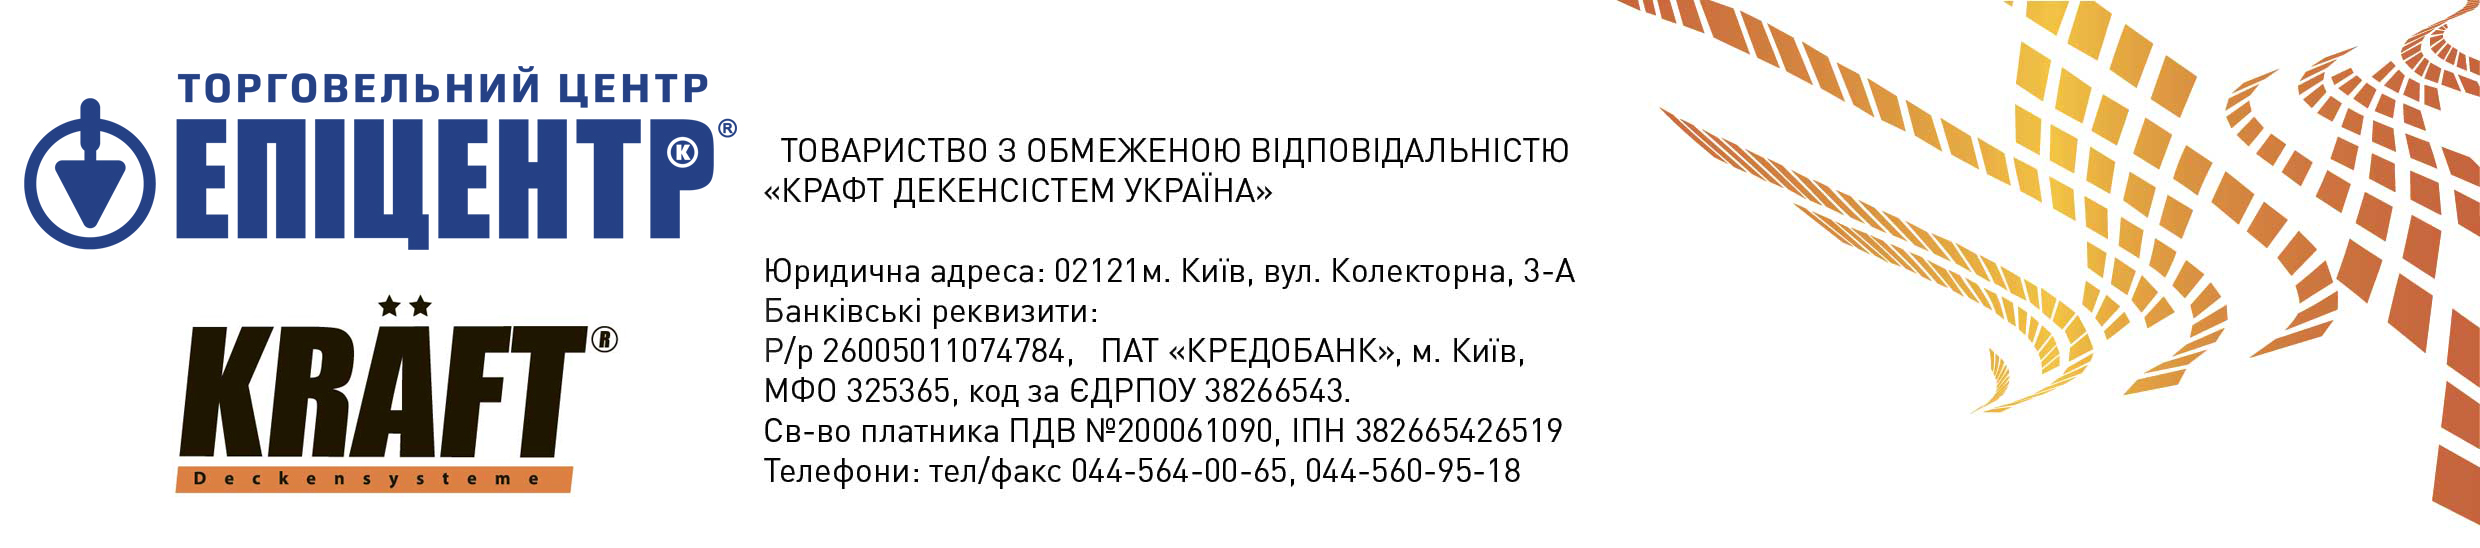 ТОРГОВЕЛЬНИЙ ЦЕНТР
ЕПІЦЕНТР®
K
KRÄFT®
Deckensysteme
ТОВАРИСТВО З ОБМЕЖЕНОЮ ВІДПОВІДАЛЬНІСТЮ
«КРАФТ ДЕКЕНСІСТЕМ УКРАЇНА»
Юридична адреса: 02121м. Київ, вул. Колекторна, 3-А
Банківські реквизити:
Р/р 26005011074784, ПАТ «КРЕДОБАНК», м. Київ,
МФО 325365, код за ЄДРПОУ 38266543.
Св-во платника ПДВ №200061090, ІПН 382665426519
Телефони: тел/факс 044-564-00-65, 044-560-95-18